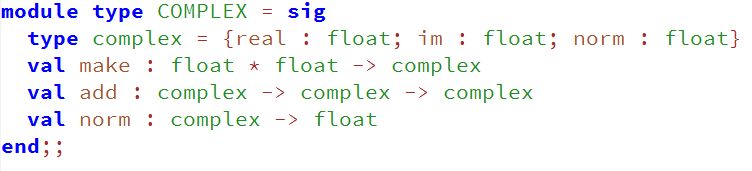 module type COMPLEX = sig
type complex = {real : float; im : float; norm : float}
val make : float * float -> complex
val add : complex -> complex -> complex
val norm : complex -> float
end;;